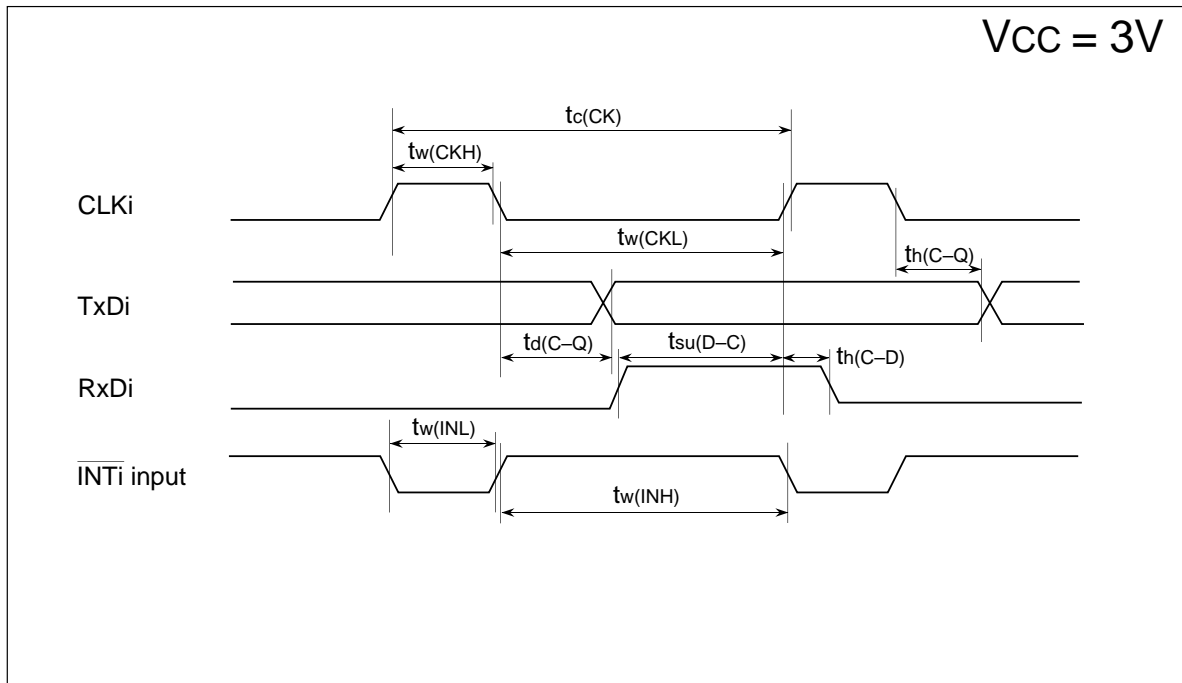 VCC = 3V
tc(CK)
tw(CKH)
CLKi
tw(CKL)
th(C–Q)
TxDi
td(C–Q)
tsu(D–C)
th(C–D)
RxDi
tw(INL)
INTi input
tw(INH)